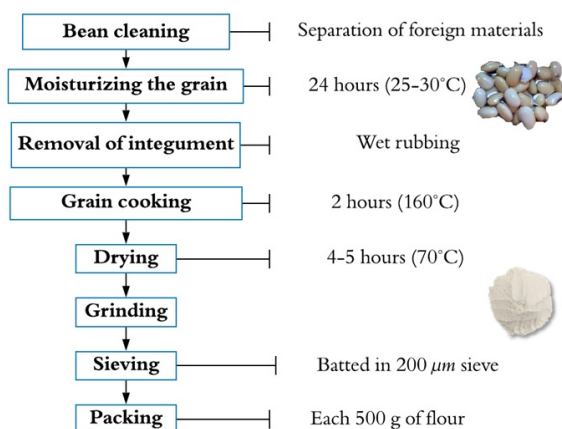 Bean cleaning
Separation of foreign materials
Moisturizing the grain
24 hours (25-30°C)
Removal of integument
Wet rubbing
Grain cooking
2 hours (160°C)
Drying
4-5 hours (70°C)
Grinding
Sieving
Batted in 200 μm sieve
Packing
Each 500 g of flour